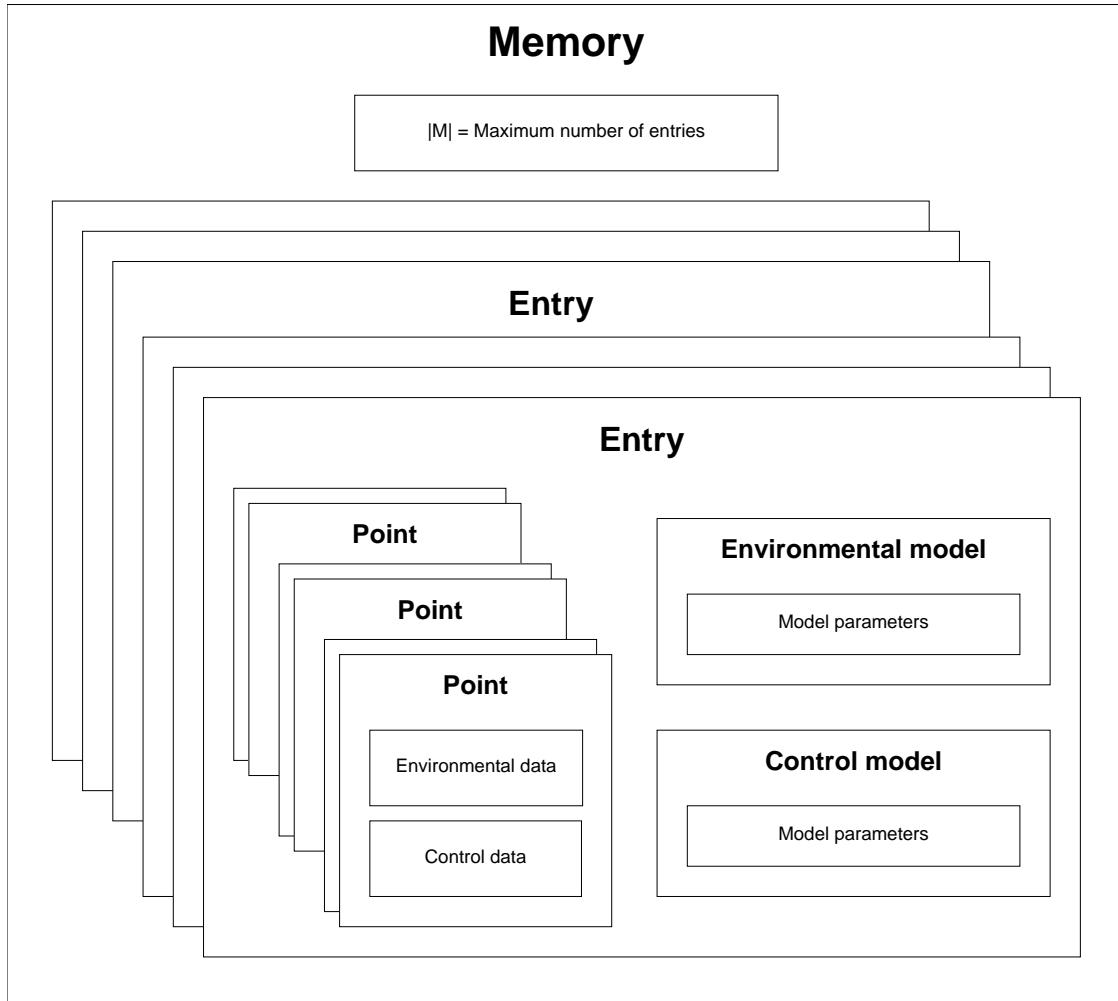 Memory
|M| = Maximum number of entries
Entry
Entry
Point
Point
Point
Environmental data
Control data
Environmental model
Model parameters
Control model
Model parameters